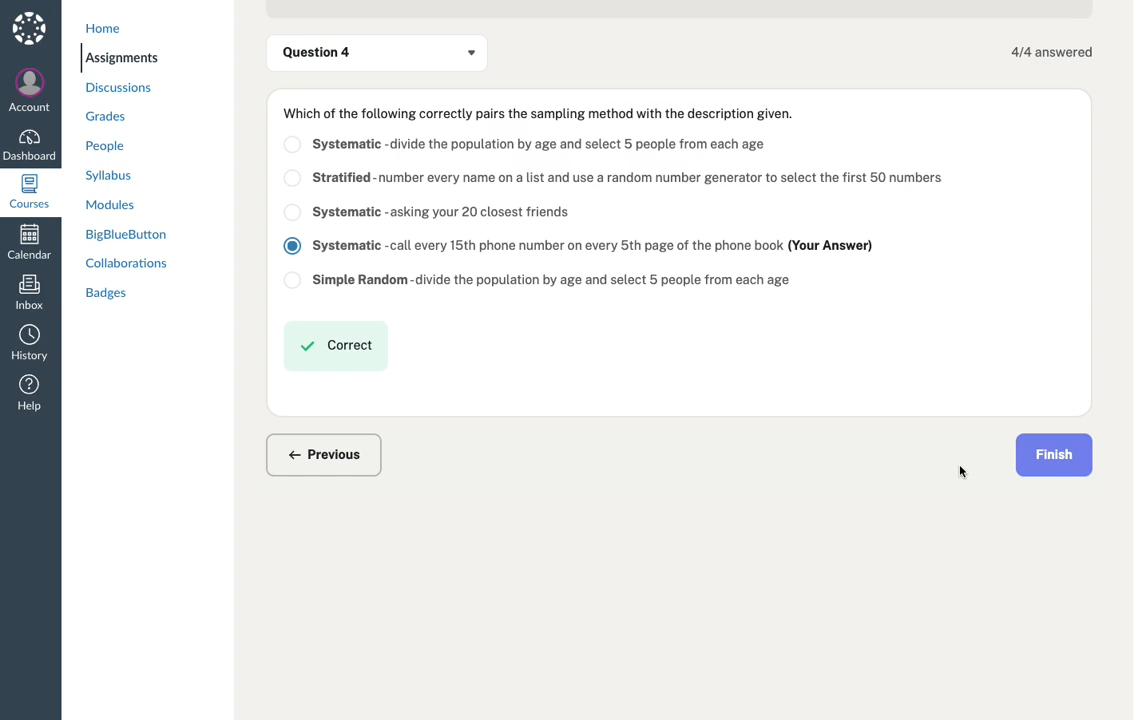 Account
Dashboard
Courses
Calendar
Inbox
History
Help
Home
Assignments
Discussions
Grades
People
Syllabus
Modules
BigBlueButton
Collaborations
Badges
Question 4
4/4 answered
Which of the following correctly pairs the sampling method with the description given.
Systematic - divide the population by age and select 5 people from each age
Stratified - number every name on a list and use a random number generator to select the first 50 numbers
Systematic - asking your 20 closest friends
Systematic - call every 15th phone number on every 5th page of the phone book (Your Answer)
Simple Random - divide the population by age and select 5 people from each age
Correct
← Previous
Finish